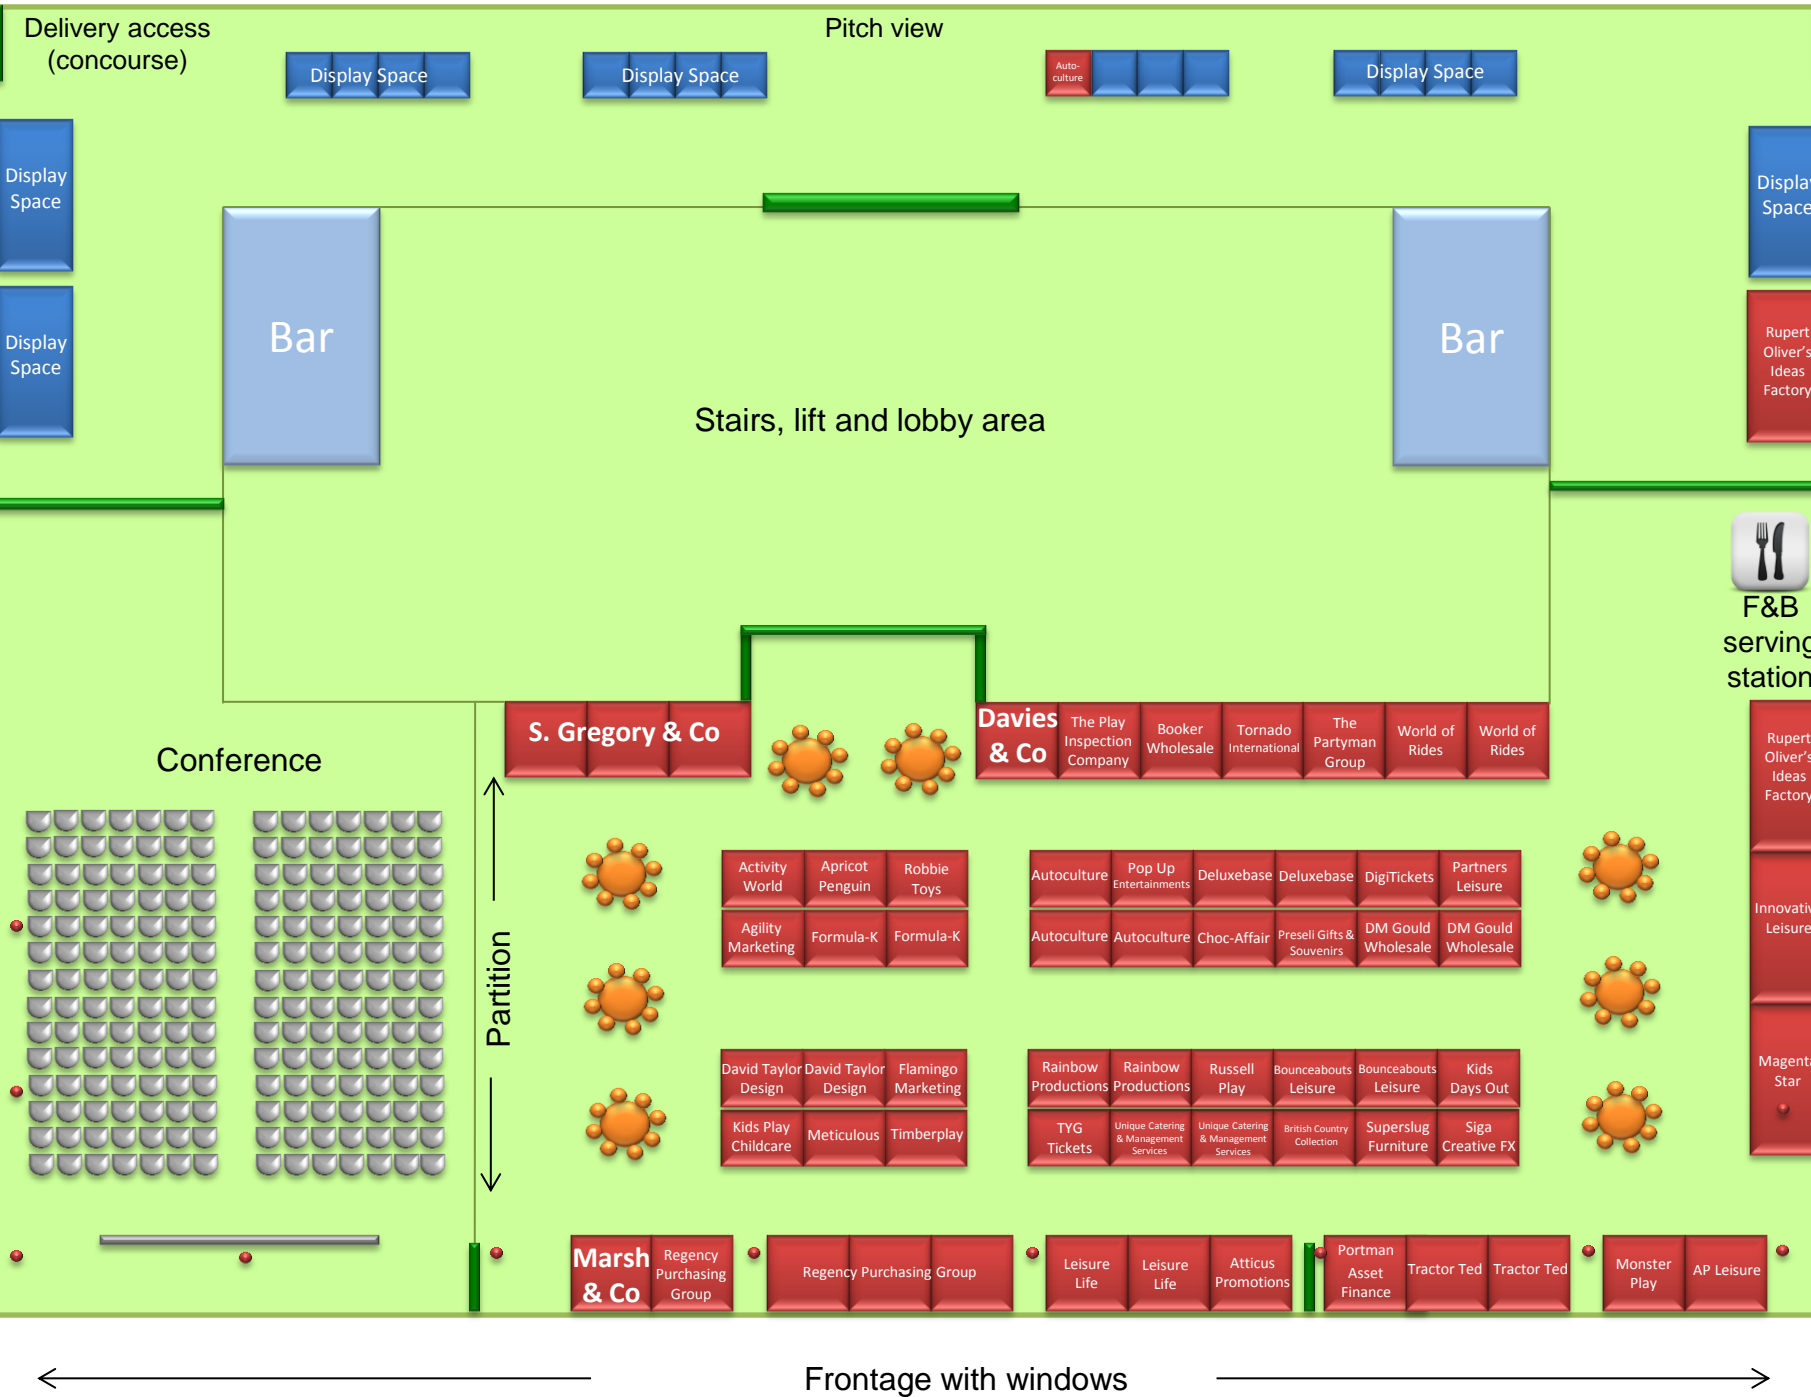 Delivery access
(concourse)
Pitch view
Display Space
Display Space
Auto-
culture
Display Space
Display
Space
Display
Space
Display
Space
Display
Space
Rupert
Oliver's
Ideas
Factory
Bar
Bar
Stairs, lift and lobby area
F&B
serving
station
Conference
Partition
S. Gregory & Co
Davies
& Co
The Play
Inspection
Company
Booker
Wholesale
Tornado
International
The
Partyman
Group
World of
Rides
World of
Rides
Rupert
Oliver's
Ideas
Factory
Innovative
Leisure
Magenta
Star
Activity
World
Apricot
Penguin
Robbie
Toys
Agility
Marketing
Formula-K
Formula-K
Autoculture
Pop Up
Entertainments
Deluxebase
Deluxebase
DigiTickets
Partners
Leisure
Autoculture
Autoculture
Choc-Affair
Preseli Gifts &
Souvenirs
DM Gould
Wholesale
DM Gould
Wholesale
David Taylor
Design
David Taylor
Design
Flamingo
Marketing
Kids Play
Childcare
Meticulous
Timberplay
Rainbow
Productions
Rainbow
Productions
Russell
Play
Bounceabouts
Leisure
Bounceabouts
Leisure
Kids
Days Out
TYG
Tickets
Unique Catering
& Management
Services
Unique Catering
& Management
Services
British Country
Collection
Superslug
Furniture
Siga
Creative FX
Marsh
& Co
Regency
Purchasing
Group
Regency Purchasing Group
Leisure
Life
Leisure
Life
Atticus
Promotions
Portman
Asset
Finance
Tractor Ted
Tractor Ted
Monster
Play
AP Leisure
Frontage with windows